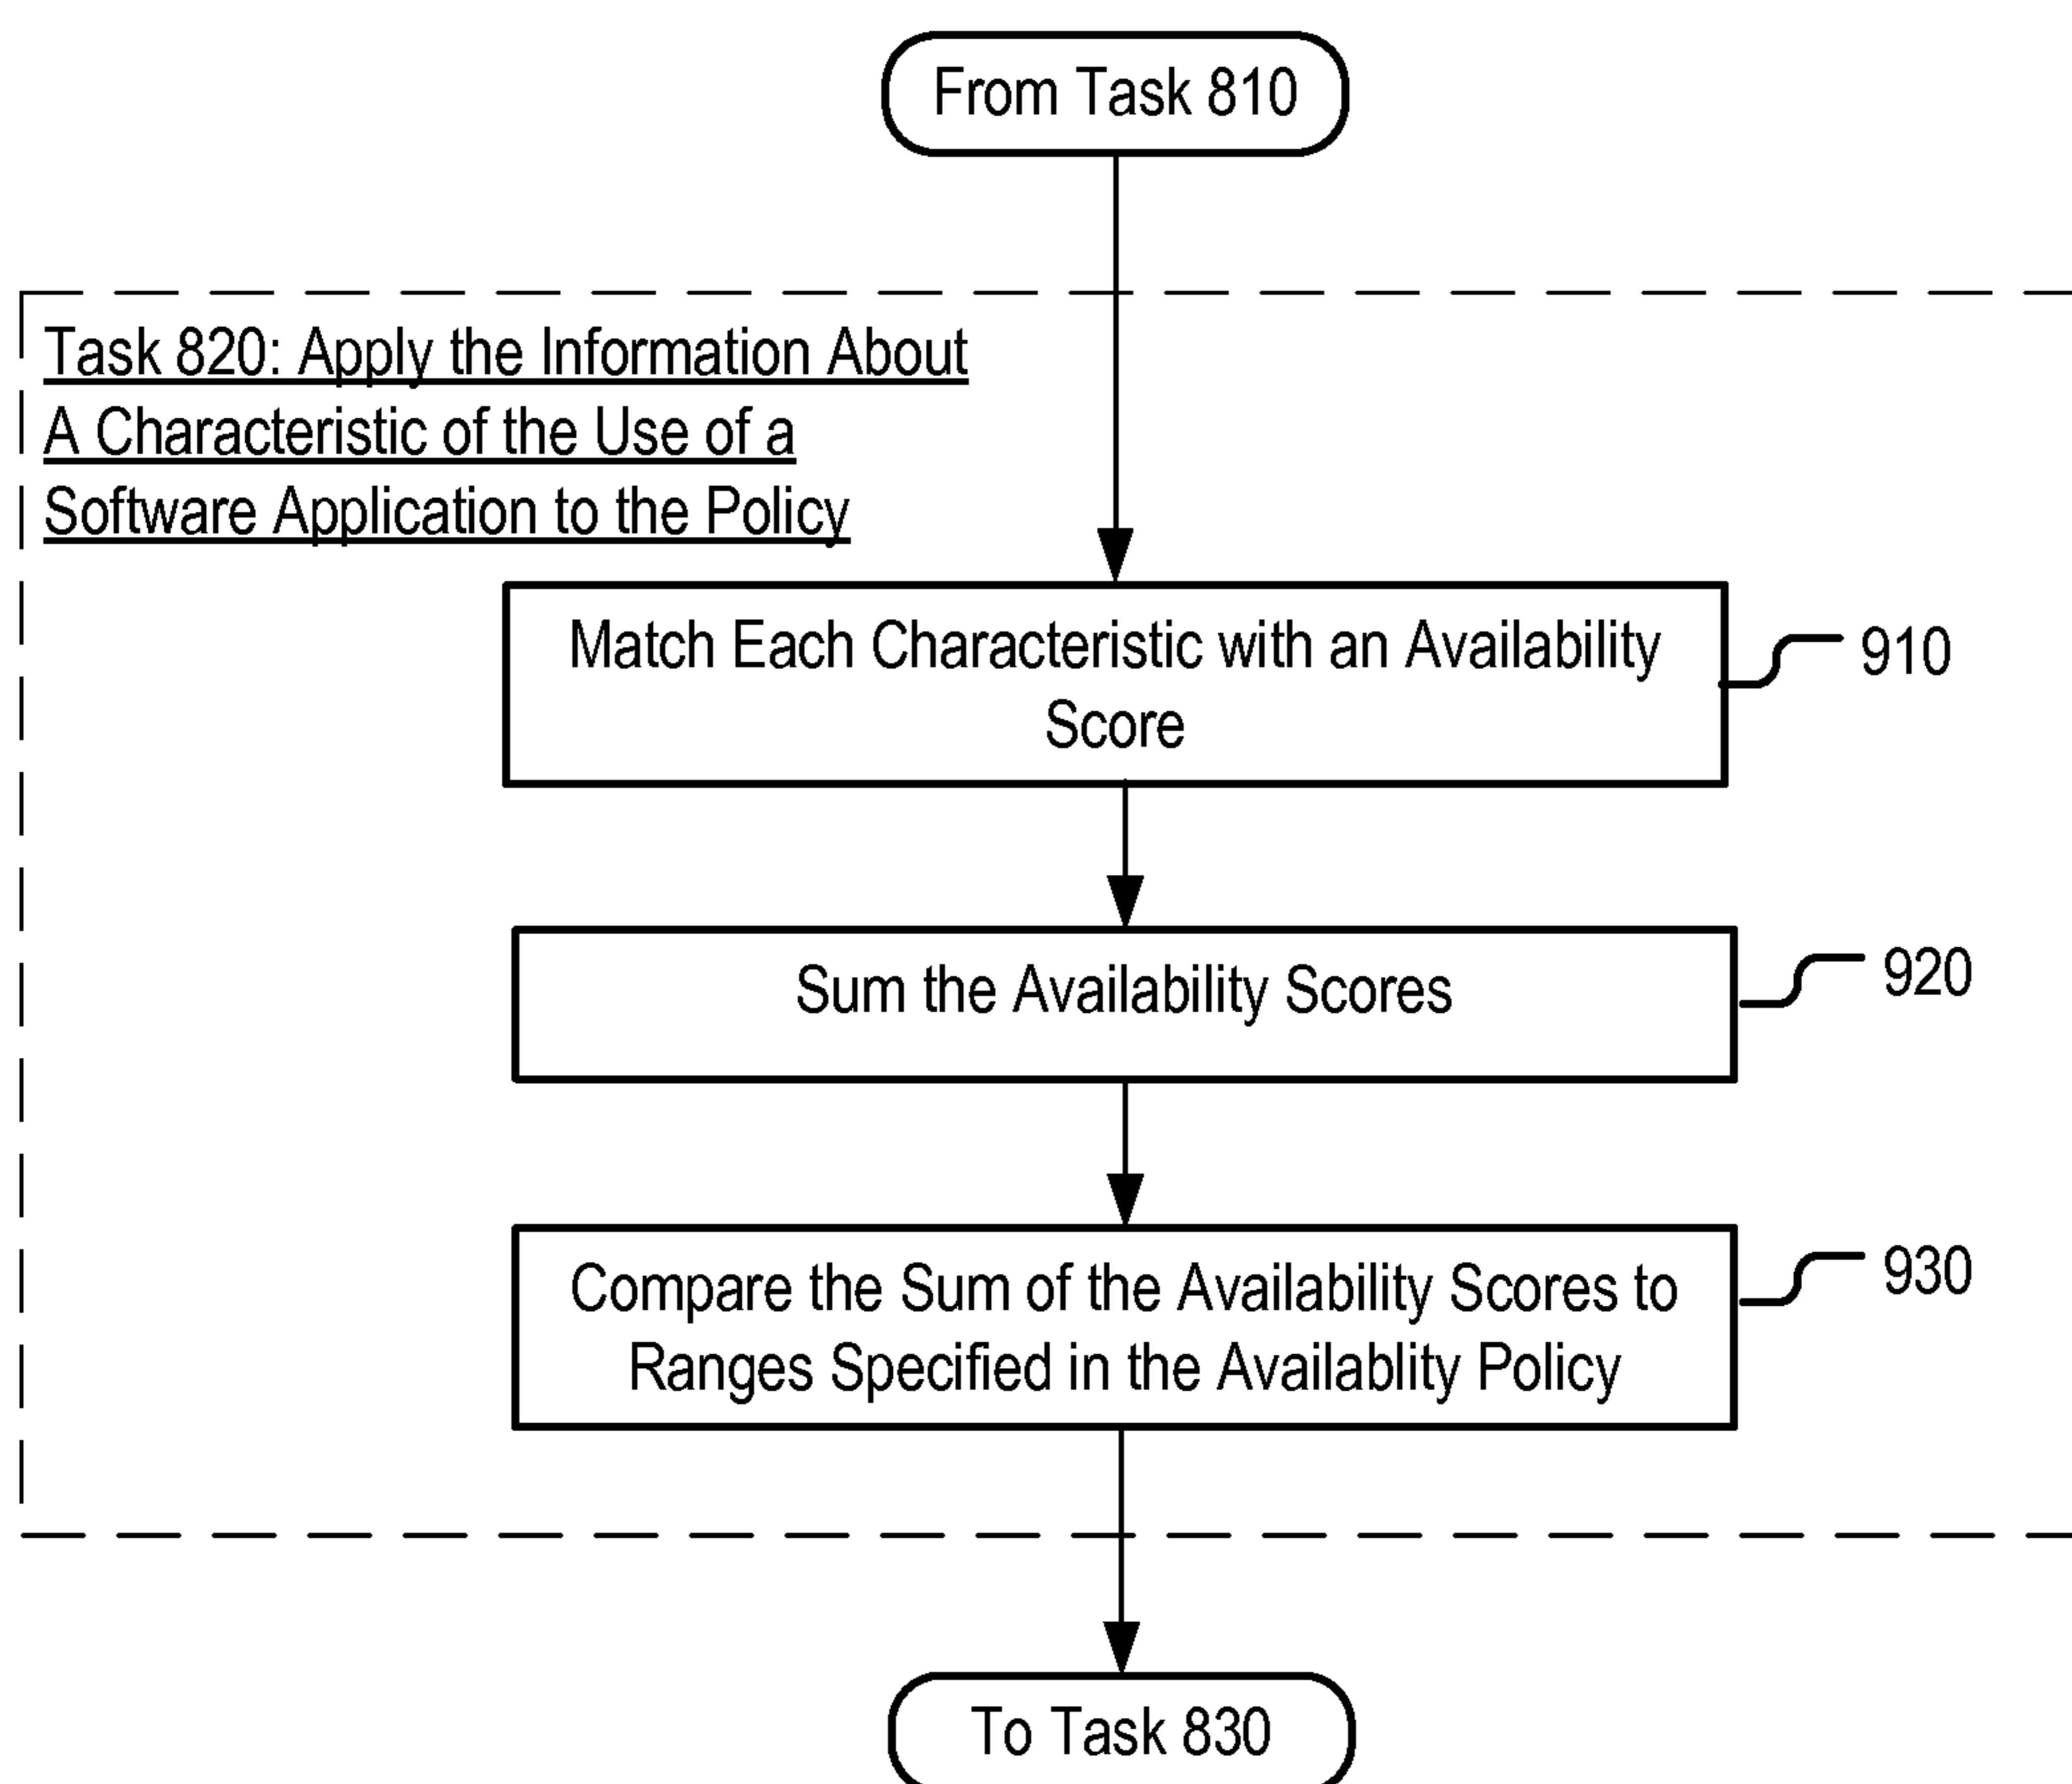 From Task 810
Task 820: Apply the Information About
A Characteristic of the Use of a
Software Application to the Policy
Match Each Characteristic with an Availability
Score
910
Sum the Availability Scores
920
Compare the Sum of the Availability Scores to
Ranges Specified in the Availablity Policy
930
To Task 830